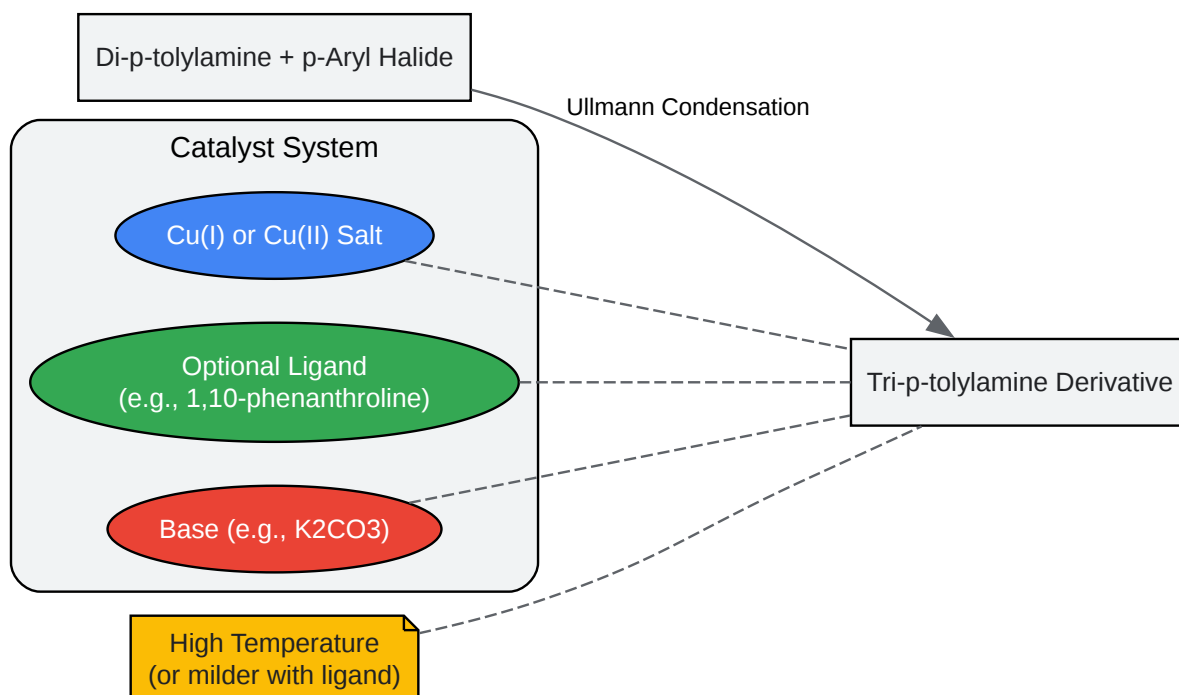 Di-p-tolylamine + p-Aryl Halide
Ullmann Condensation
Catalyst System
Cu(I) or Cu(II) Salt
Optional Ligand
(e.g., 1,10-phenanthroline)
Tri-p-tolylamine Derivative
Base (e.g., K2CO3)
High Temperature
(or milder with ligand)